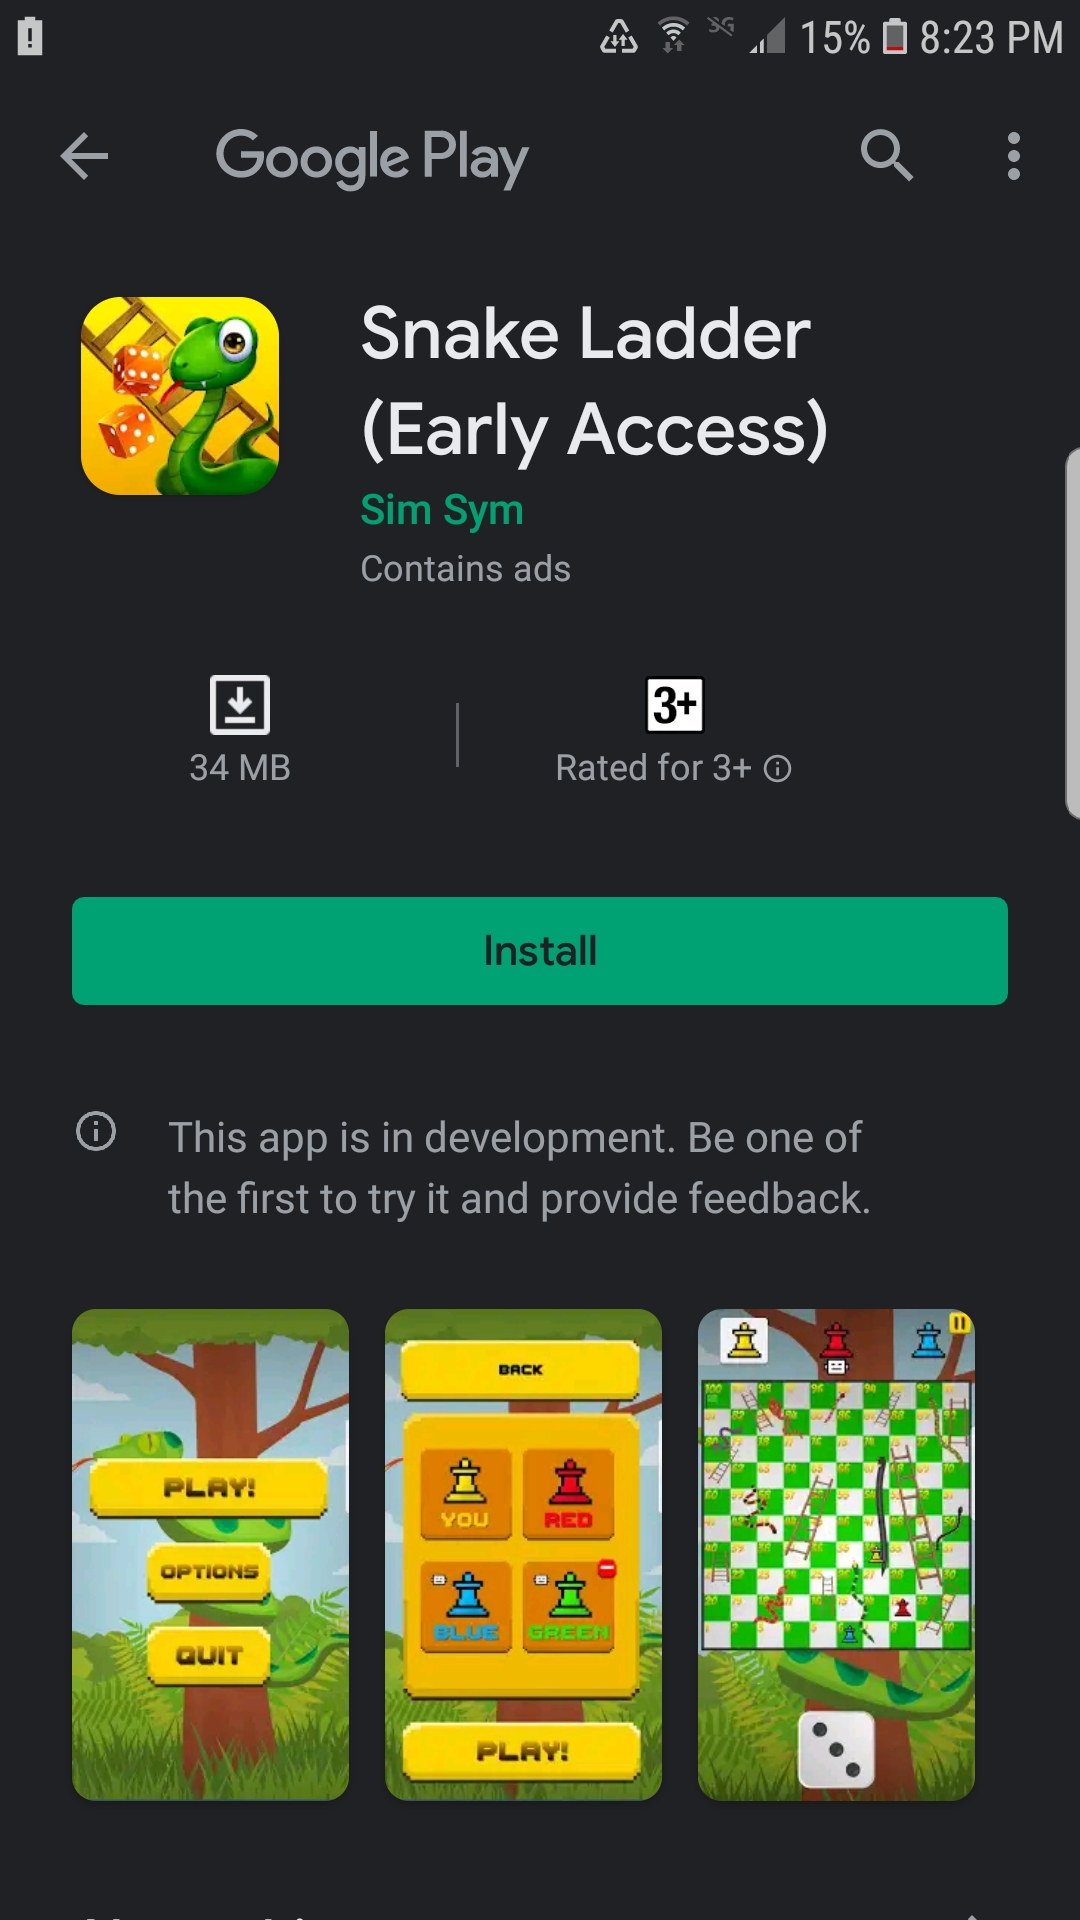 3G 15% 8:23 PM
Google Play
Snake Ladder
(Early Access)
Sim Sym
Contains ads
3+
34 MB
Rated for 3+
Install
This app is in development. Be one of
the first to try it and provide feedback.
PLAY!
OPTIONS
QUIT
BACK
YOU
RED
BLUE
GREEN
PLAY!